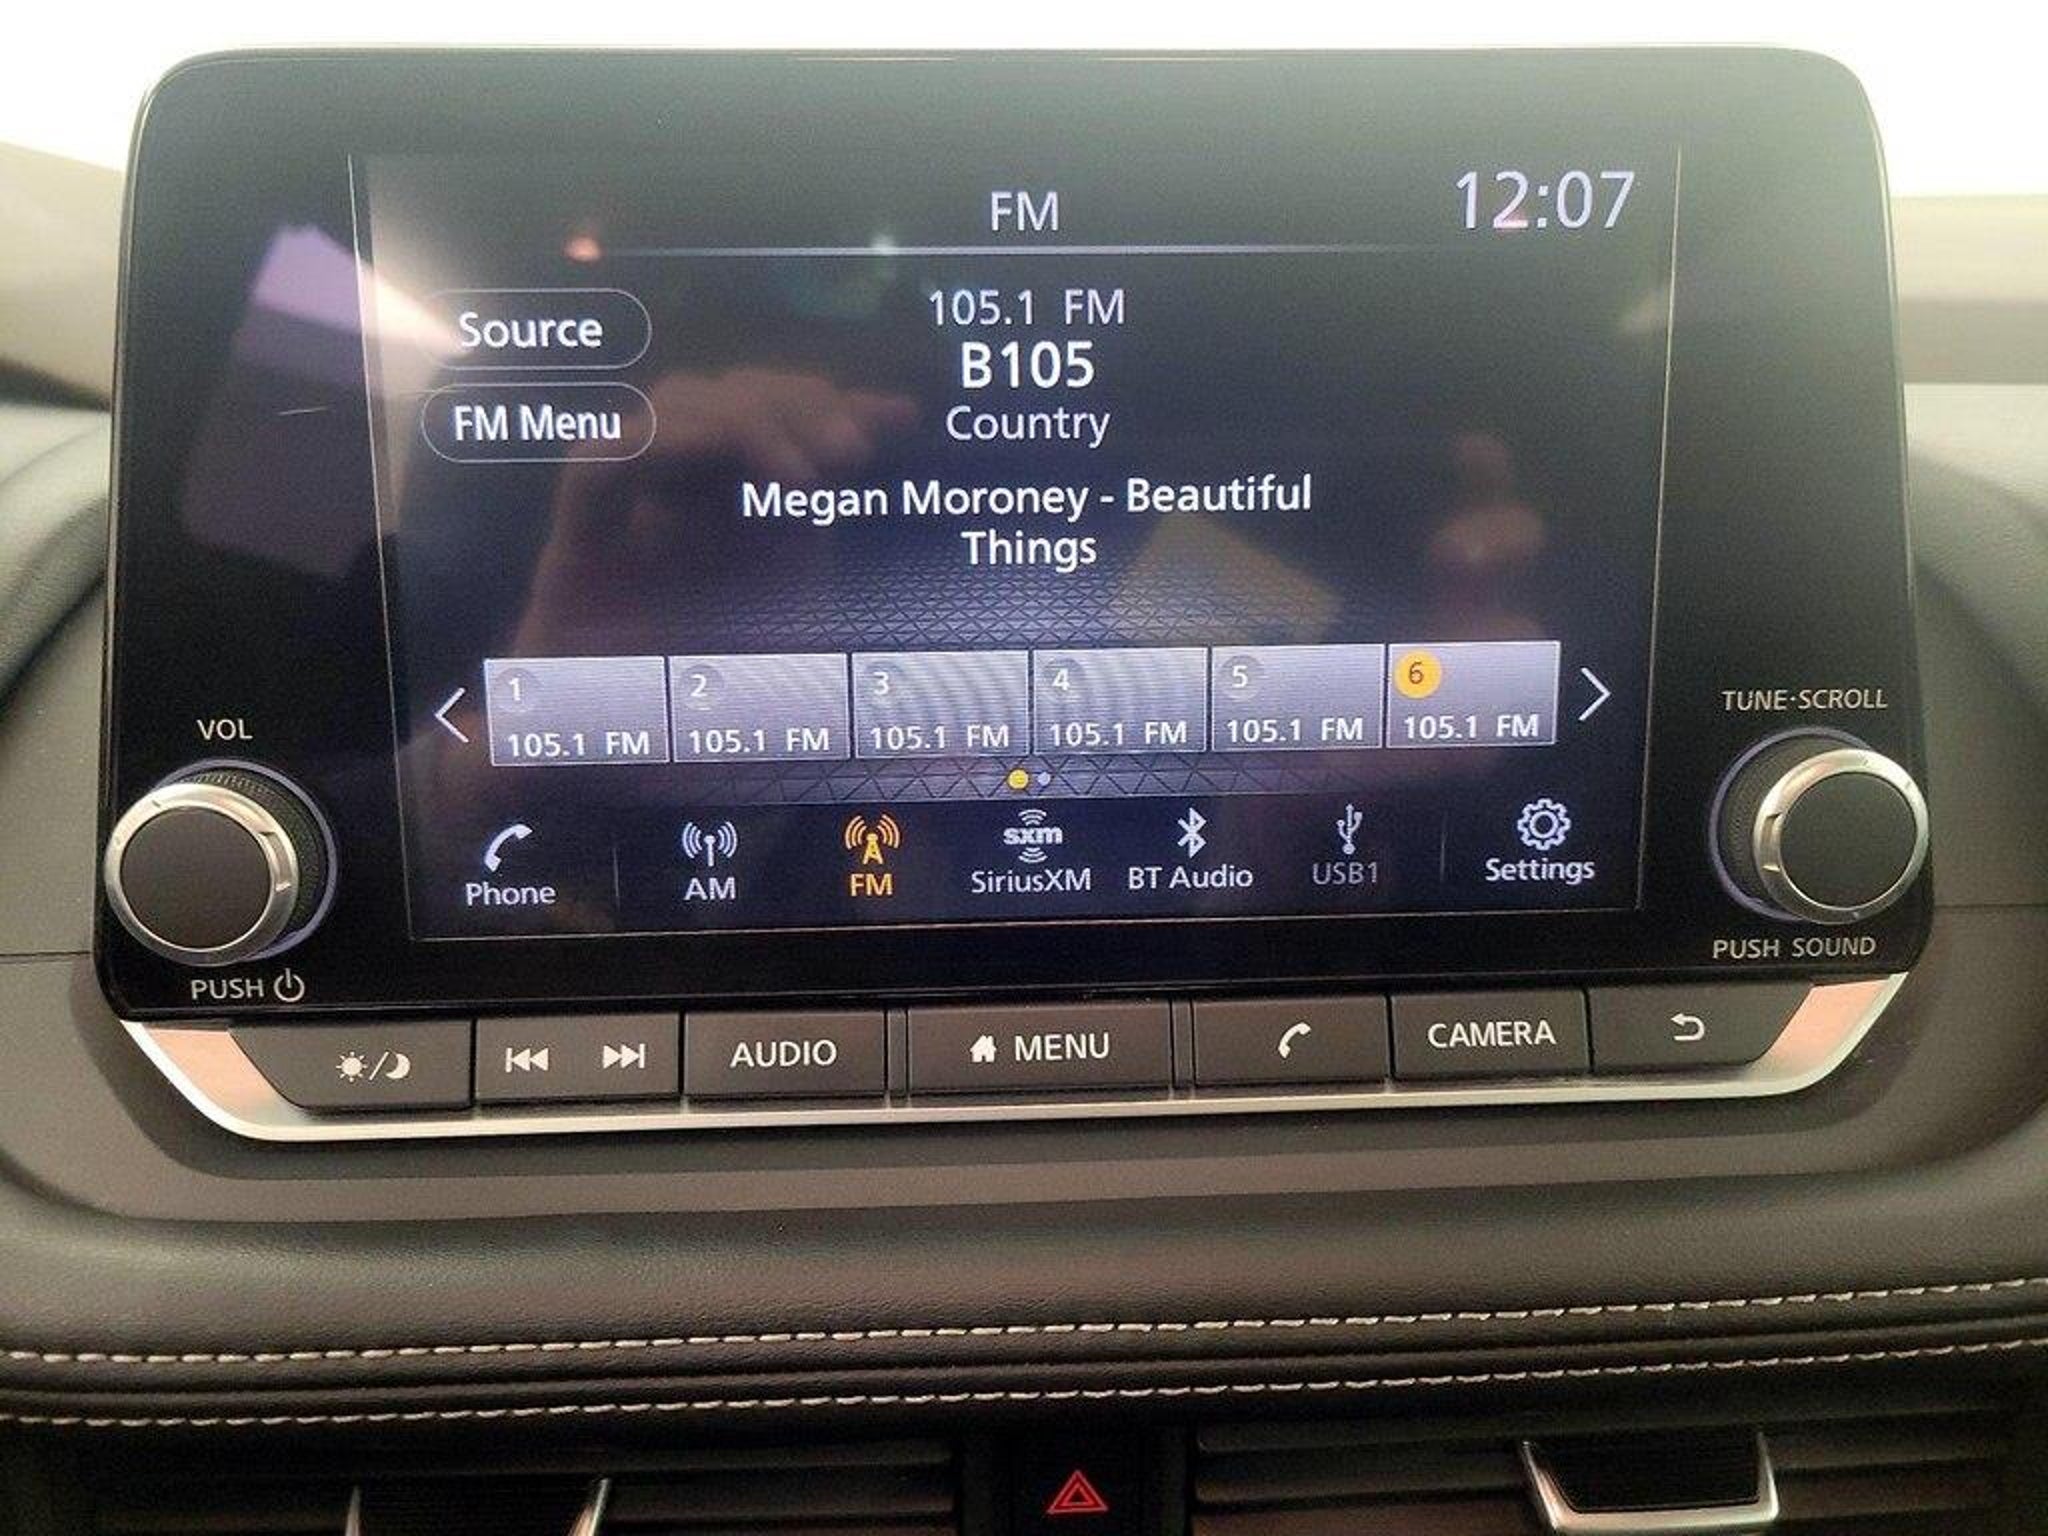 FM
12:07
Source
FM Menu
105.1 FM
B105
Country
Megan Moroney - Beautiful
Things
1
105.1 FM
2
105.1 FM
3
105.1 FM
4
105.1 FM
5
105.1 FM
6
105.1 FM
VOL
PUSH
TUNE·SCROLL
PUSH SOUND
Phone
AM
FM
sxm
SiriusXM
BT Audio
USB1
Settings
AUDIO
MENU
CAMERA